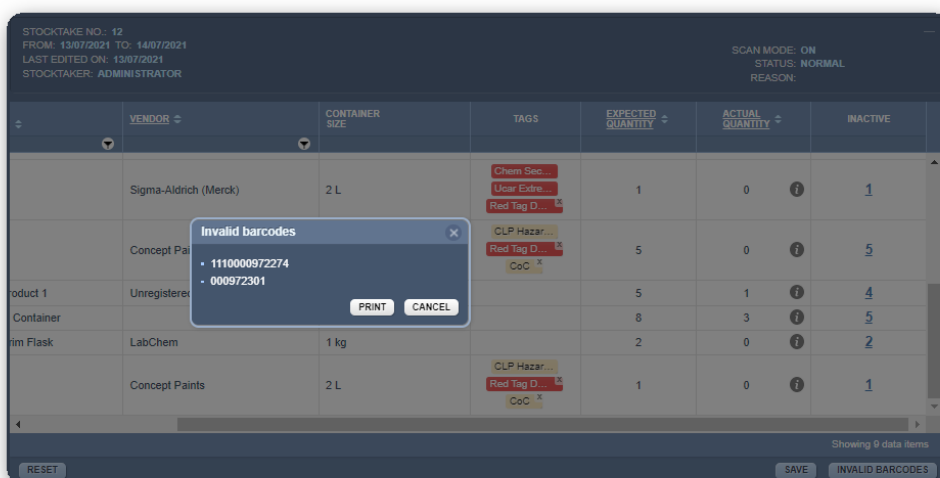 STOCKTAKE NO.: 12
FROM: 13/07/2021 TO: 14/07/2021
LAST EDITED ON: 13/07/2021
STOCKTAKER: ADMINISTRATOR
SCAN MODE: ON
STATUS: NORMAL
REASON:
VENDOR
CONTAINER
SIZE
TAGS
EXPECTED
QUANTITY
ACTUAL
QUANTITY
INACTIVE
Sigma-Aldrich (Merck)
2 L
Chem Sec...
Ucar Extre...
Red Tag D... x
1
0
1
Concept Pai
CLP Hazar...
Red Tag D... x
CoC x
5
0
5
Invalid barcodes
- 1110000972274
- 000972301
PRINT CANCEL
roduct 1 Unregistered 5 1 4
Container 8 3 5
rim Flask LabChem 1 kg 2 0 2
Concept Paints
2 L
CLP Hazar...
Red Tag D... x
CoC x
1
0
1
Showing 9 data items
RESET SAVE INVALID BARCODES